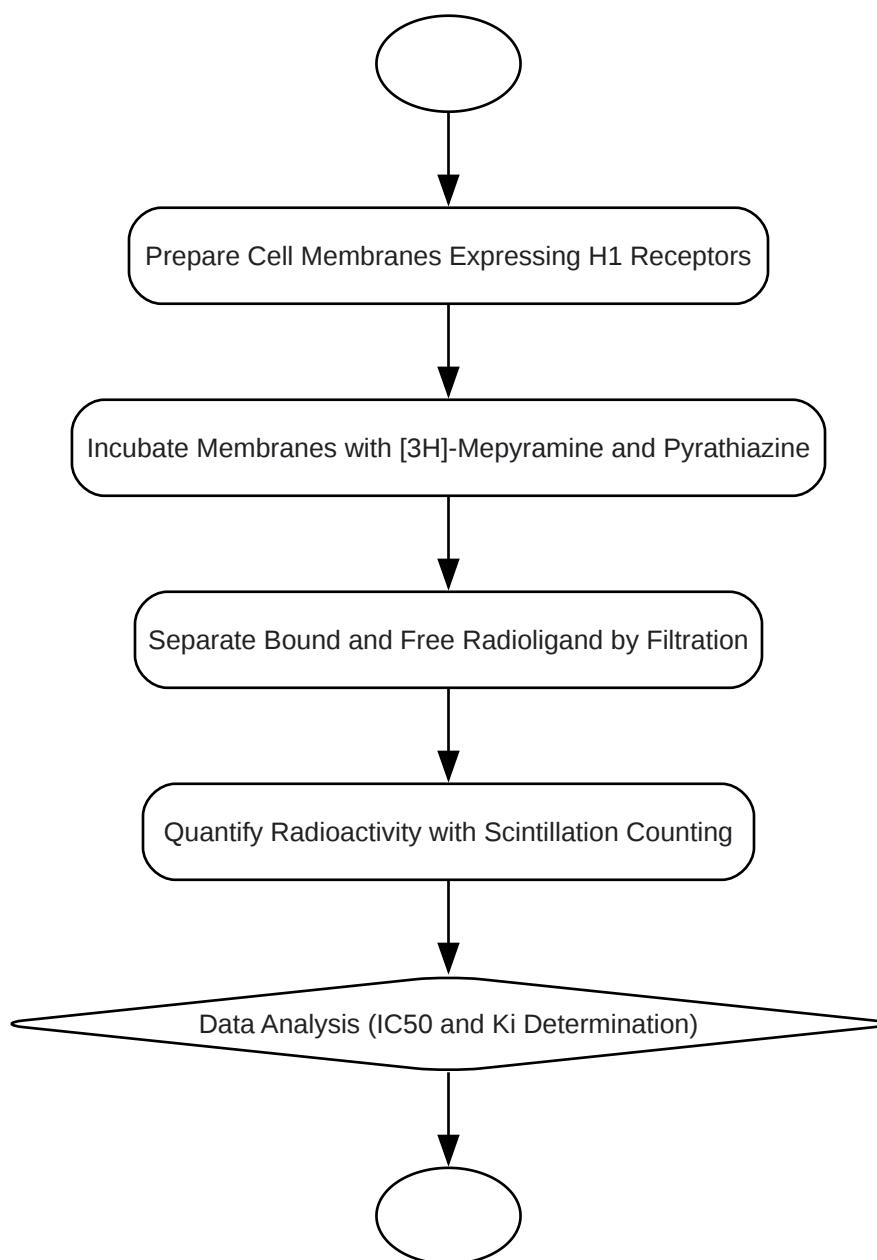 Prepare Cell Membranes Expressing H1 Receptors
Incubate Membranes with [3H]-Mepyramine and Pyrathiazine
Separate Bound and Free Radioligand by Filtration
Quantify Radioactivity with Scintillation Counting
Data Analysis (IC50 and Ki Determination)